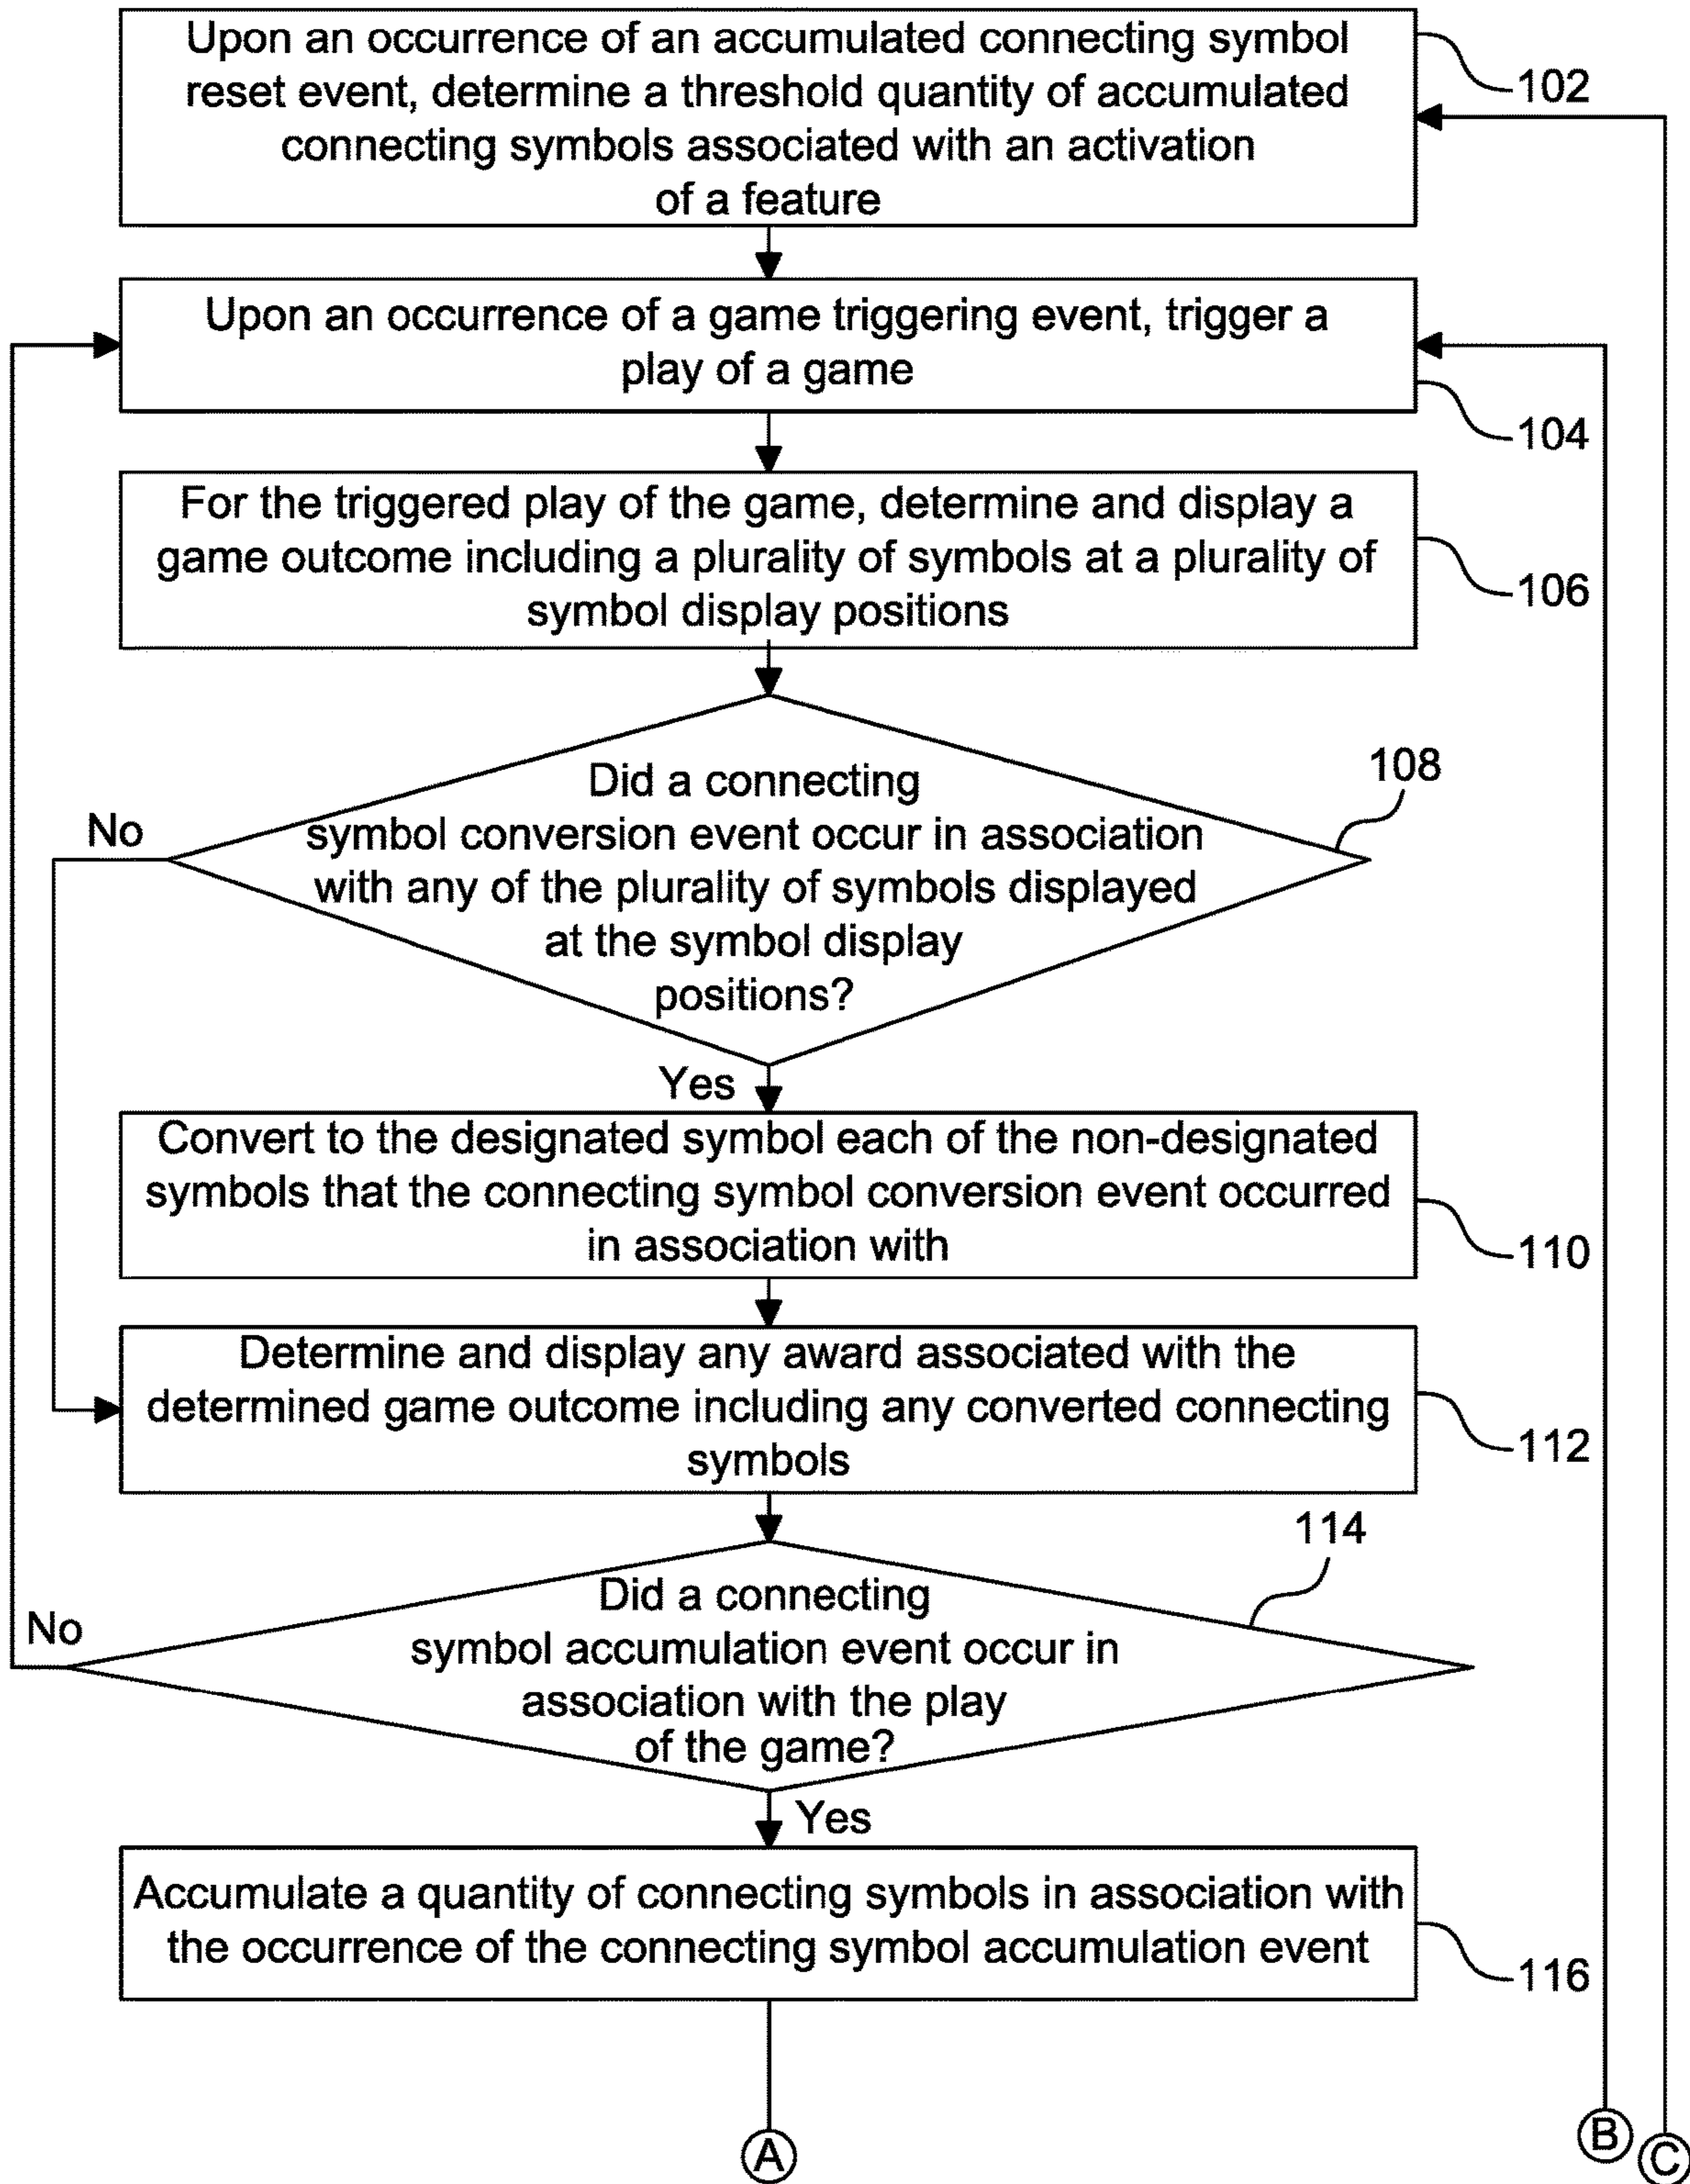 Upon an occurrence of an accumulated connecting symbol
reset event, determine a threshold quantity of accumulated
connecting symbols associated with an activation
of a feature
102
Upon an occurrence of a game triggering event, trigger a
play of a game
104
For the triggered play of the game, determine and display a
game outcome including a plurality of symbols at a plurality of
symbol display positions
106
108
No
Did a connecting
symbol conversion event occur in association
with any of the plurality of symbols displayed
at the symbol display
positions?
Yes
Convert to the designated symbol each of the non-designated
symbols that the connecting symbol conversion event occurred
in association with
110
Determine and display any award associated with the
determined game outcome including any converted connecting
symbols
112
114
No
Did a connecting
symbol accumulation event occur in
association with the play
of the game?
Yes
Accumulate a quantity of connecting symbols in association with
the occurrence of the connecting symbol accumulation event
116
A
B
C